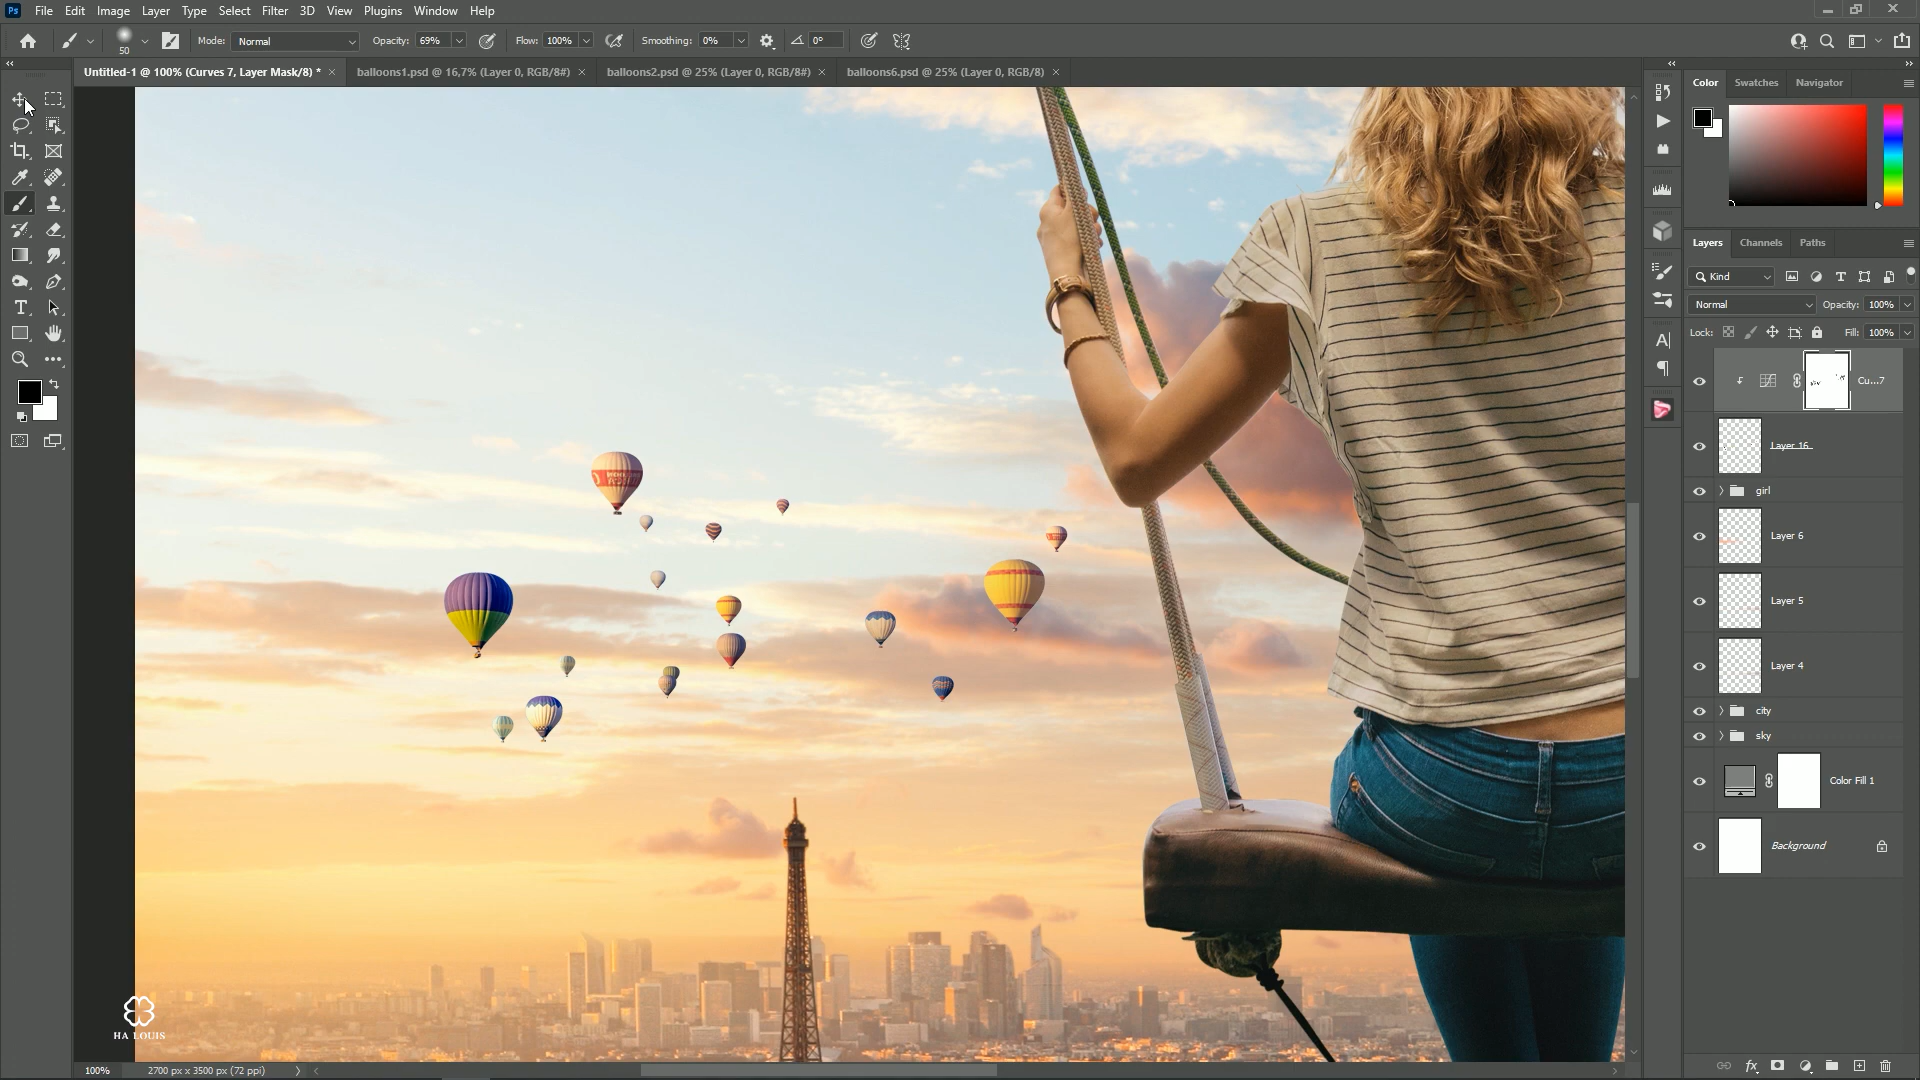 Ps File Edit Image Layer Type Select Filter 3D View Plugins Window Help
50 Mode: Normal Opacity: 69% Flow: 100% Smoothing: 0% 0°
Untitled-1 @ 100% (Curves 7, Layer Mask/8) * × balloons1.psd @ 16,7% (Layer 0, RGB/8#) × balloons2.psd @ 25% (Layer 0, RGB/8#) × balloons6.psd @ 25% (Layer 0, RGB/8) ×
Color Swatches Navigator
Layers Channels Paths
Kind
Normal Opacity: 100%
Lock: Fill: 100%
Cu...7
Layer 16
girl
Layer 6
Layer 5
Layer 4
city
sky
Color Fill 1
Background
HA LOUIS
100% 2700 px x 3500 px (72 ppi)